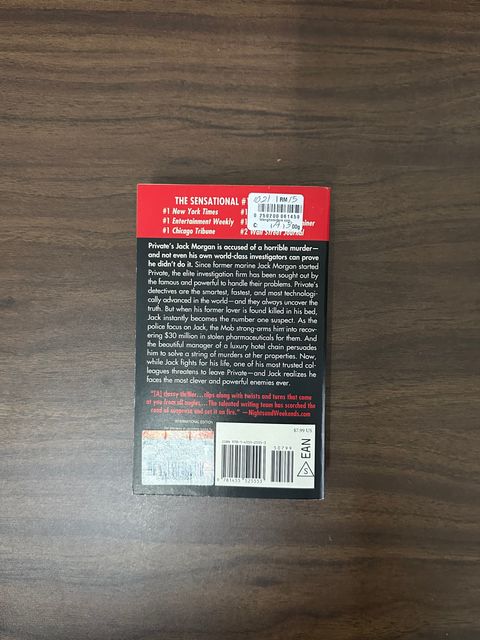 THE SENSATIONAL #1
#1 New York Times
#1 Entertainment Weekly
#1 Chicago Tribune
#2 Wall Street Journal
RM
Private's Jack Morgan is accused of a horrible murder—
and not even his own world-class investigators can prove
he didn't do it. Since former marine Jack Morgan started
Private, the elite investigation firm has been sought out by
the famous and powerful to handle their problems. Private's
detectives are the smartest, fastest, and most technologi-
cally advanced in the world—and they always uncover the
truth. But when his former lover is found killed in his bed,
Jack instantly becomes the number one suspect. As the
police focus on Jack, the Mob strong-arms him into recov-
ering $30 million in stolen pharmaceuticals for them. And
the beautiful manager of a luxury hotel chain persuades
him to solve a string of murders at her properties. Now,
while Jack fights for his life, one of his most trusted col-
leagues threatens to leave Private—and Jack realizes he
faces the most clever and powerful enemies ever.
"[A] classy thriller...zips along with twists and turns that come
at you from all angles...The talented writing team has scorched the
road of suspense and set it on fire." —NightsandWeekends.com
INTERNATIONAL EDITION
$7.99 US
50799
EAN
S